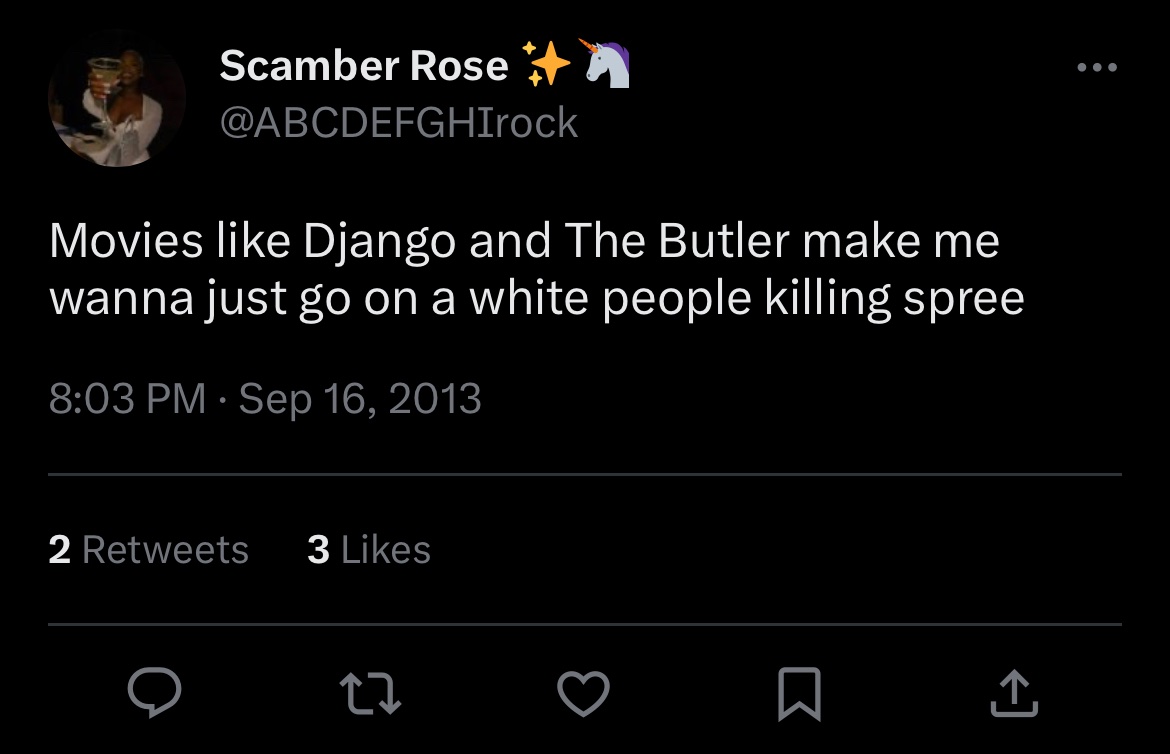 Scamber Rose ✨🦄
@ABCDEFGHIrock
Movies like Django and The Butler make me
wanna just go on a white people killing spree
8:03 PM · Sep 16, 2013
2 Retweets 3 Likes